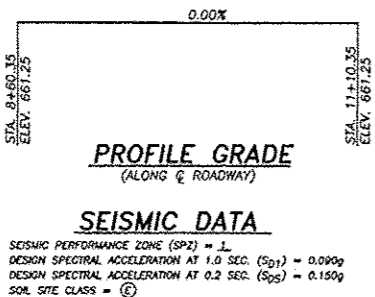 0.00%
STA. 8+60.35
ELEV. 661.25
STA. 11+10.35
ELEV. 661.25
PROFILE GRADE
(ALONG ℄ ROADWAY)
SEISMIC DATA
SEISMIC PERFORMANCE ZONE (SPZ) = 1
DESIGN SPECTRAL ACCELERATION AT 1.0 SEC. (SD1) = 0.090g
DESIGN SPECTRAL ACCELERATION AT 0.2 SEC. (SDS) = 0.150g
SOIL SITE CLASS = Ⓔ